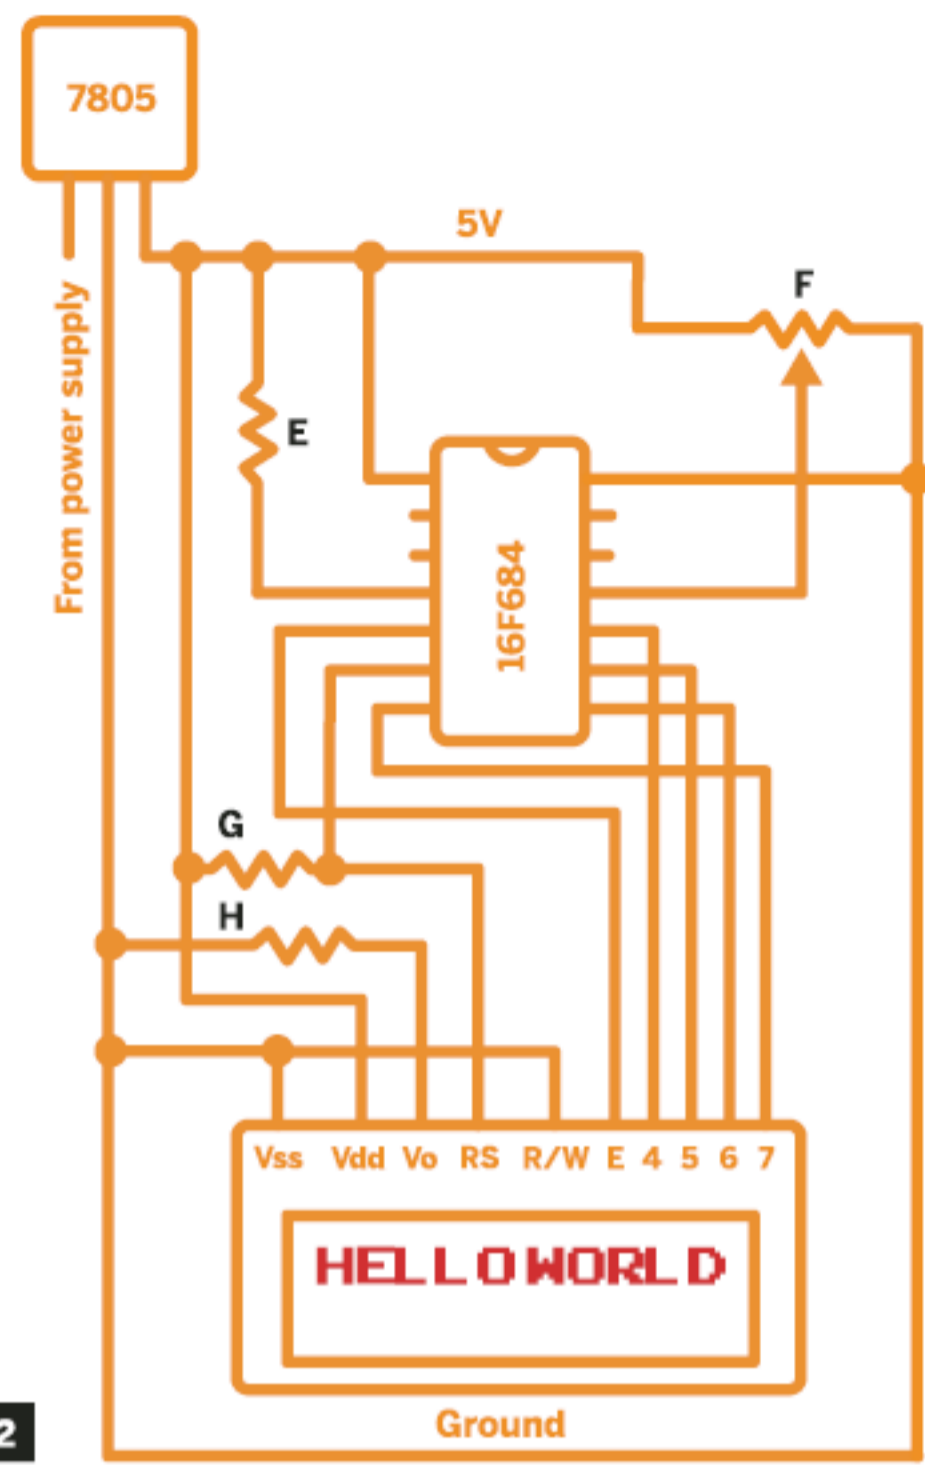 7805
5V
F
From power supply
E
16F684
G
H
Vss Vdd Vo RS R/W E 4 5 6 7
HELLO WORLD
Ground
2